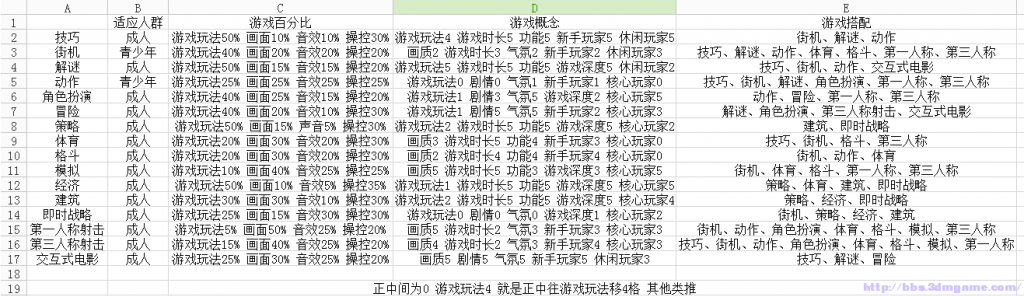 A B C D E
1 适应人群 游戏百分比 游戏概念 游戏搭配
2 技巧 成人 游戏玩法50% 画面10% 音效10% 操控30% 游戏玩法4 游戏时长5 功能5 新手玩家5 休闲玩家5 街机、解谜、动作
3 街机 青少年 游戏玩法40% 画面20% 音效20% 操控20% 画质2 游戏时长3 气氛2 新手玩家2 休闲玩家3 技巧、解谜、动作、体育、格斗、第一人称、第三人称
4 解谜 成人 游戏玩法50% 画面15% 音效15% 操控20% 游戏玩法5 游戏时长5 功能5 游戏深度5 休闲玩家2 技巧、街机、动作、交互式电影
5 动作 青少年 游戏玩法25% 画面25% 音效25% 操控25% 游戏玩法0 剧情0 气氛1 新手玩家1 核心玩家0 技巧、街机、解谜、角色扮演、第一人称、第三人称
6 角色扮演 成人 游戏玩法40% 画面25% 音效15% 操控20% 游戏玩法1 剧情3 气氛5 游戏深度2 核心玩家5 动作、冒险、第一人称、第三人称
7 冒险 成人 游戏玩法40% 画面20% 音效10% 操控30% 游戏玩法1 剧情5 气氛5 新手玩家2 核心玩家3 解谜、角色扮演、第三人称射击、交互式电影
8 策略 成人 游戏玩法50% 画面15% 声音5% 操控30% 游戏玩法2 游戏时长5 功能5 游戏深度5 核心玩家2 建筑、即时战略
9 体育 成人 游戏玩法20% 画面30% 音效20% 操控30% 画质3 游戏时长5 功能4 新手玩家3 核心玩家0 技巧、街机、格斗、第三人称
10 格斗 成人 游戏玩法20% 画面30% 音效20% 操控30% 画质2 游戏时长4 功能4 新手玩家4 核心玩家0 街机、动作、体育
11 模拟 成人 游戏玩法10% 画面40% 音效25% 操控25% 画质5 游戏时长5 功能3 游戏深度3 核心玩家5 街机、体育、格斗、第一人称、第三人称
12 经济 成人 游戏玩法50% 画面10% 音效5% 操控35% 游戏玩法1 游戏时长5 功能5 游戏深度5 核心玩家5 策略、体育、建筑、即时战略
13 建筑 成人 游戏玩法30% 画面10% 音效30% 操控30% 游戏玩法2 游戏时长5 功能5 游戏深度5 核心玩家4 策略、经济、即时战略
14 即时战略 成人 游戏玩法25% 画面15% 音效30% 操控30% 游戏玩法0 剧情0 气氛0 游戏深度1 核心玩家2 街机、策略、经济、建筑
15 第一人称射击 成人 游戏玩法5% 画面50% 音效25% 操控20% 画质5 游戏时长2 气氛3 新手玩家3 核心玩家3 街机、动作、角色扮演、体育、格斗、模拟、第三人称
16 第三人称射击 成人 游戏玩法15% 画面40% 音效25% 操控20% 画质4 游戏时长2 气氛3 新手玩家4 核心玩家3 技巧、街机、动作、角色扮演、体育、格斗、模拟、第一人称
17 交互式电影 成人 游戏玩法25% 画面30% 音效25% 操控20% 画质5 剧情5 气氛5 新手玩家5 休闲玩家3 技巧、解谜、冒险
18
19 正中间为0 游戏玩法4 就是正中往游戏玩法移4格 其他类推
http://bbs.3dmgame.com/